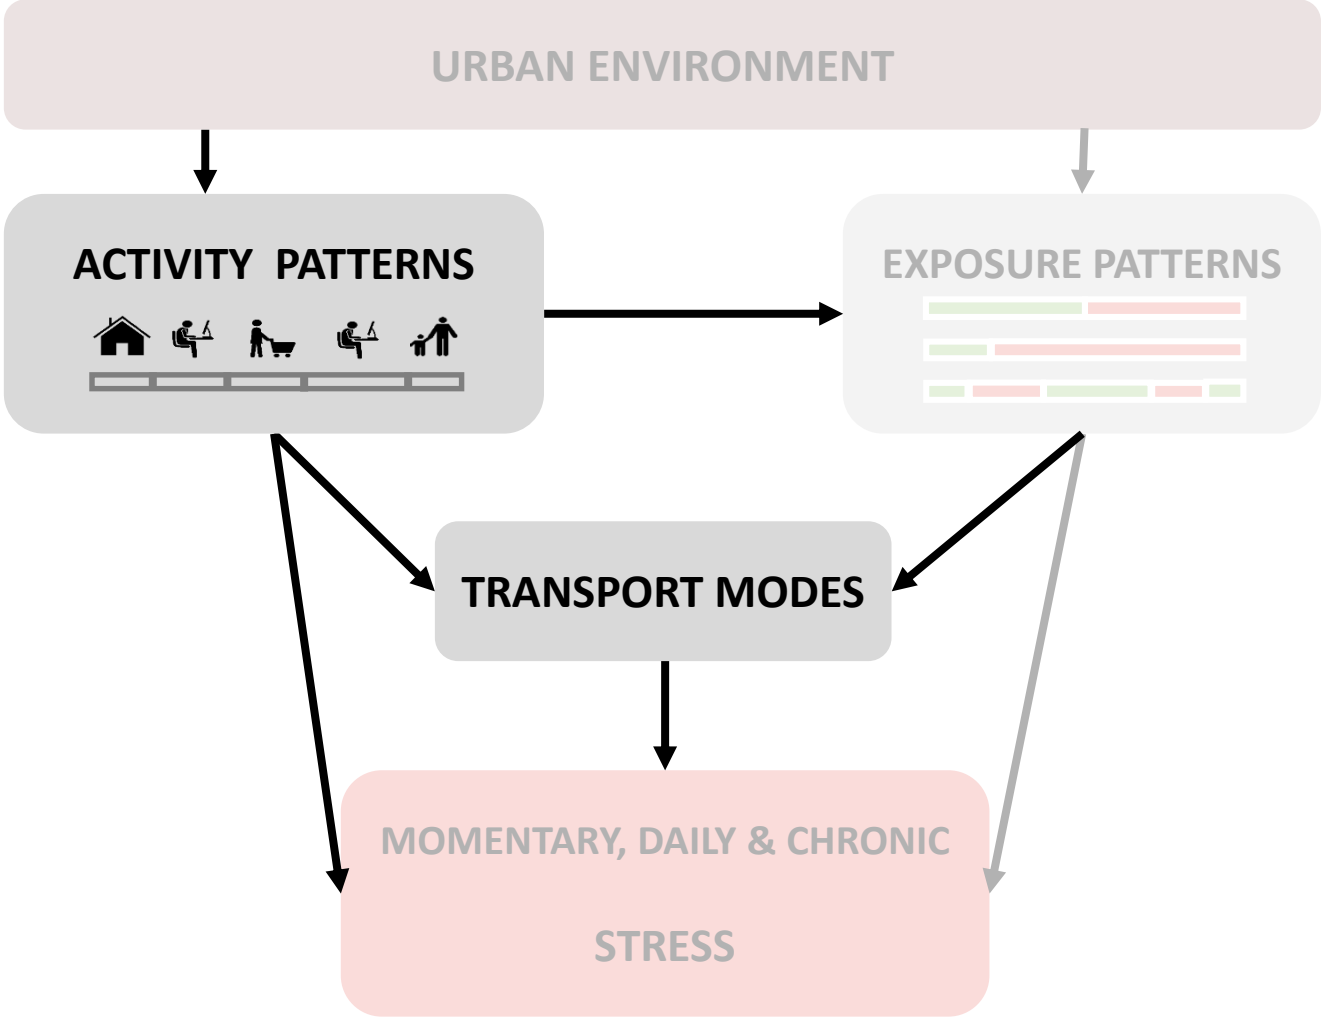 URBAN ENVIRONMENT
ACTIVITY PATTERNS
EXPOSURE PATTERNS
TRANSPORT MODES
MOMENTARY, DAILY & CHRONIC
STRESS